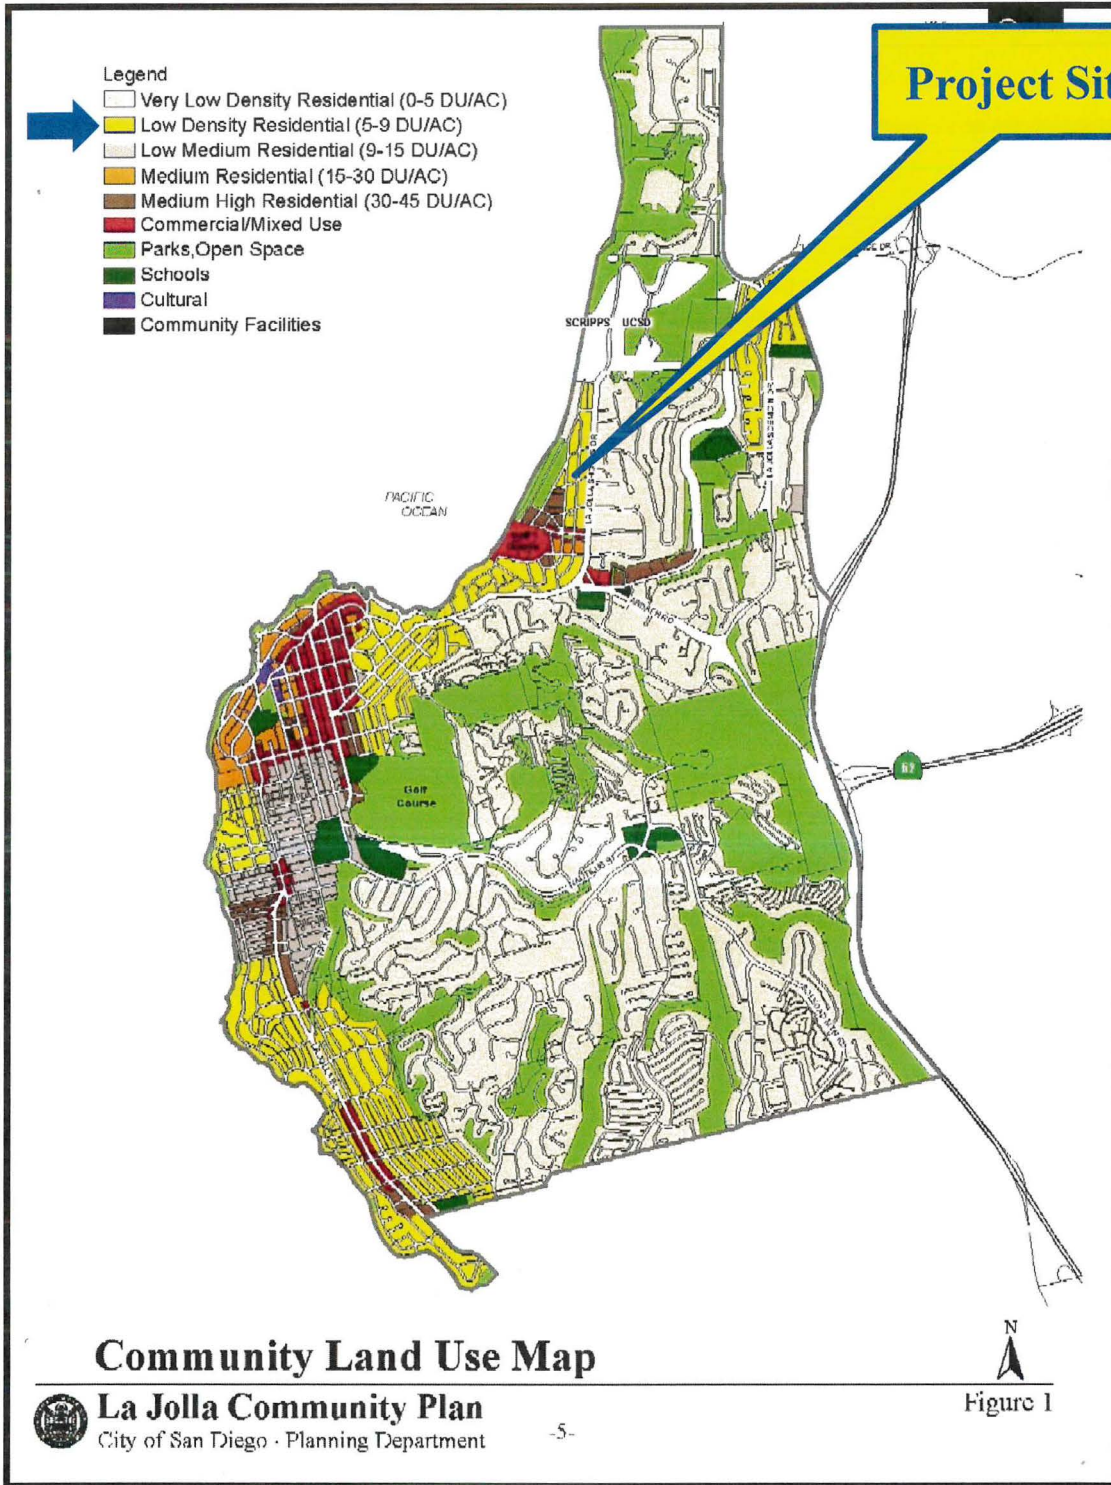 Project Sit
Legend
Very Low Density Residential (0-5 DU/AC)
Low Density Residential (5-9 DU/AC)
Low Medium Residential (9-15 DU/AC)
Medium Residential (15-30 DU/AC)
Medium High Residential (30-45 DU/AC)
Commercial/Mixed Use
Parks,Open Space
Schools
Cultural
Community Facilities
SCRIPPS UCSD
PACIFIC
OCEAN
Golf
Course
Community Land Use Map
N
La Jolla Community Plan
City of San Diego · Planning Department
-5-
Figure 1